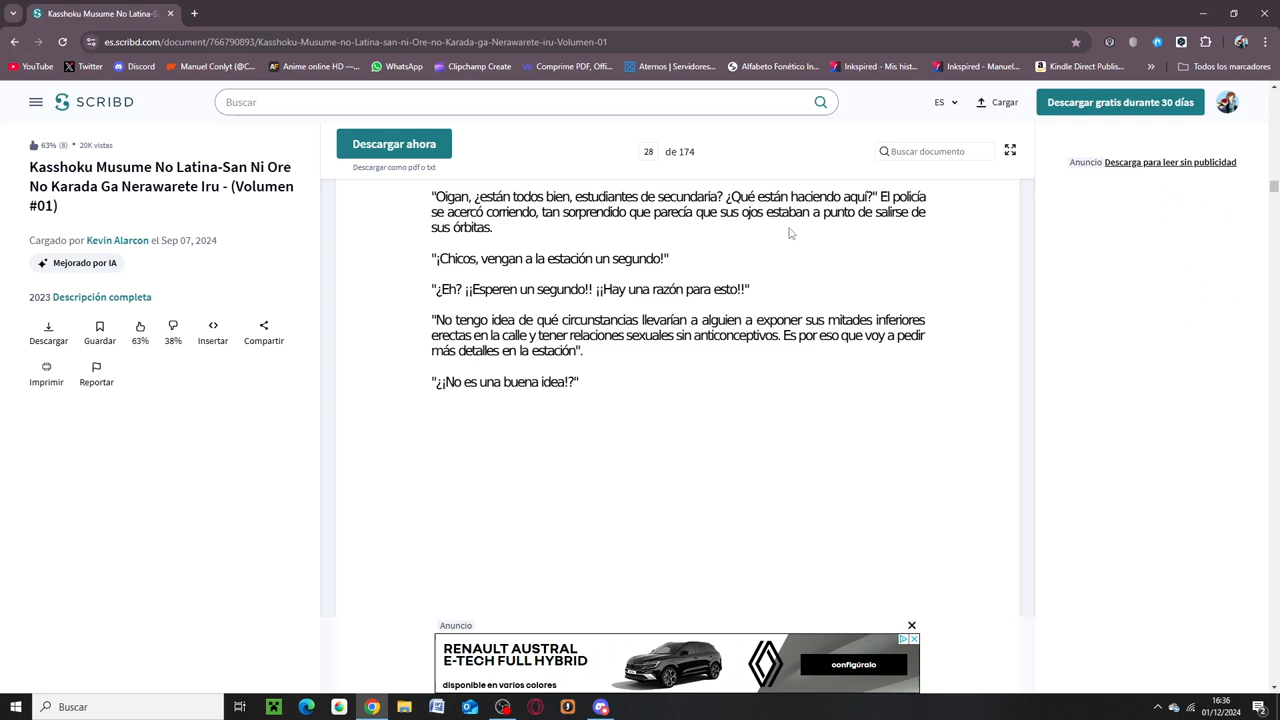 Kasshoku Musume No Latina-S
es.scribd.com/document/766790893/Kasshoku-Musume-no-Latina-san-ni-Ore-no-Karada-ga-Nerawarete-iru-Volumen-01
YouTube Twitter Discord Manuel Conlyt (@C... Anime online HD —... WhatsApp Clipchamp Create Comprime PDF, Offi... Aternos | Servidores... Alfabeto Fonético In... Inkspired - Mis hist... Inkspired - Manuel... Kindle Direct Publis... » Todos los marcadores
SCRIBD
Buscar
ES
Cargar
Descargar gratis durante 30 días
63% (8) • 20K vistas
Kasshoku Musume No Latina-San Ni Ore
No Karada Ga Nerawarete Iru - (Volumen
#01)
Cargado por Kevin Alarcon el Sep 07, 2024
Mejorado por IA
2023 Descripción completa
Descargar Guardar 63% 38% Insertar Compartir
Imprimir Reportar
Descargar ahora
Descargar como pdf o txt
28 de 174
Buscar documento
Anuncio Descarga para leer sin publicidad
"Oigan, ¿están todos bien, estudiantes de secundaria? ¿Qué están haciendo aquí?" El policía
se acercó corriendo, tan sorprendido que parecía que sus ojos estaban a punto de salirse de
sus órbitas.
"¡Chicos, vengan a la estación un segundo!"
"¿Eh? ¡¡Esperen un segundo!! ¡¡Hay una razón para esto!!"
"No tengo idea de qué circunstancias llevarían a alguien a exponer sus mitades inferiores
erectas en la calle y tener relaciones sexuales sin anticonceptivos. Es por eso que voy a pedir
más detalles en la estación".
"¿¡No es una buena idea!?"
Anuncio
RENAULT AUSTRAL
E-TECH FULL HYBRID
disponible en varios colores
configúralo
Buscar
16:36
01/12/2024